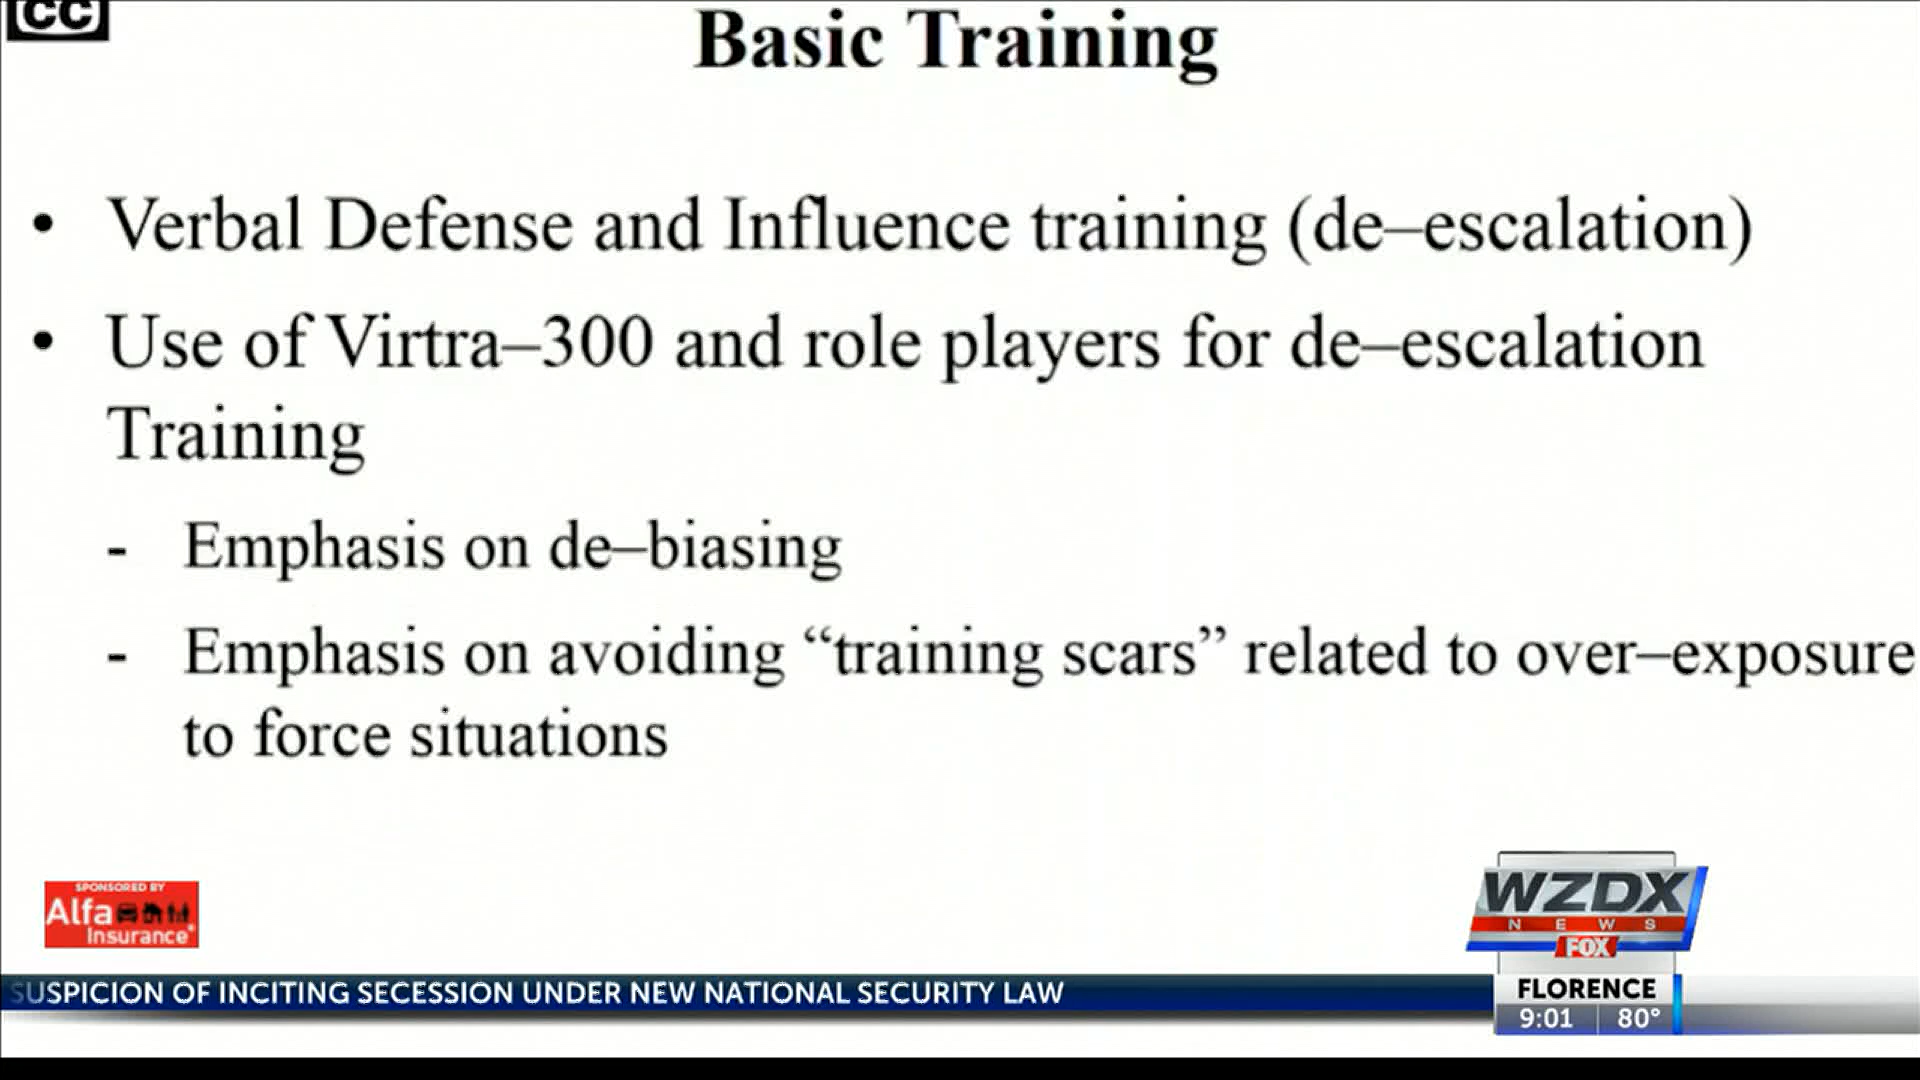 CC
Basic Training
• Verbal Defense and Influence training (de–escalation)
• Use of Virtra–300 and role players for de–escalation
Training
- Emphasis on de–biasing
- Emphasis on avoiding “training scars” related to over–exposure
to force situations
SPONSORED BY
Alfa
Insurance®
WZDX
NEWS
FOX
SUSPICION OF INCITING SECESSION UNDER NEW NATIONAL SECURITY LAW
FLORENCE
9:01 80°